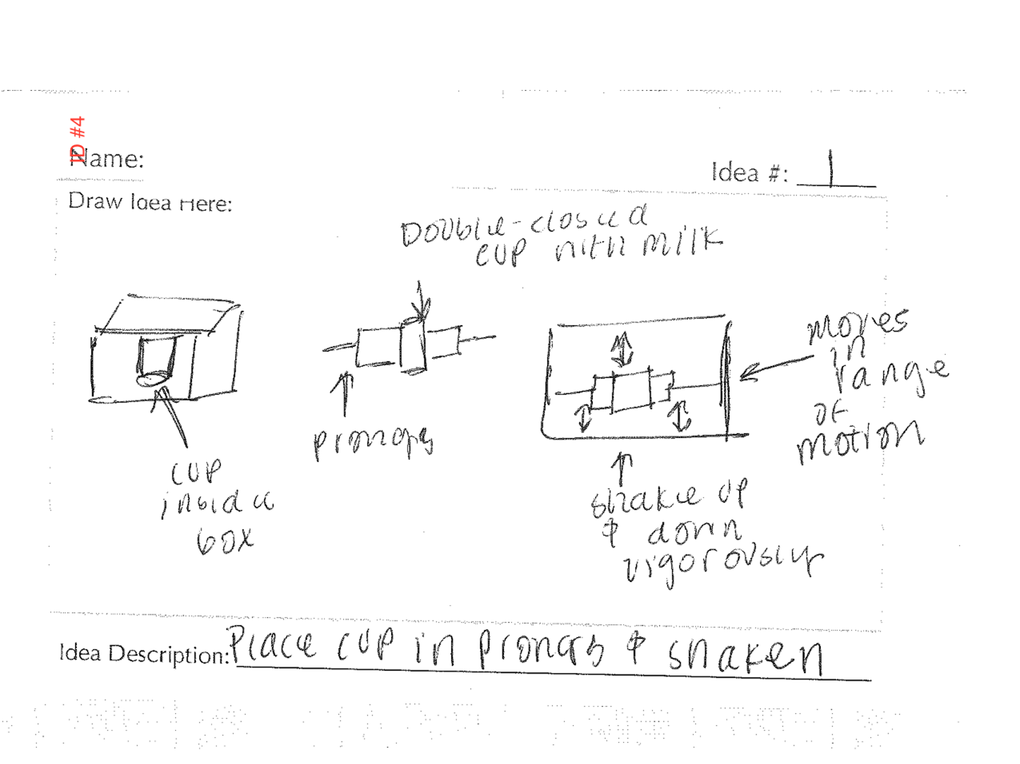 ID #4
Name:
Idea #: 1
Draw Idea Here:
Double-closed
cup with milk
moves
in
range
of
motion
prongs
cup
inside
box
shake up
& down
vigorously
Idea Description: Place cup in prongs & shaken